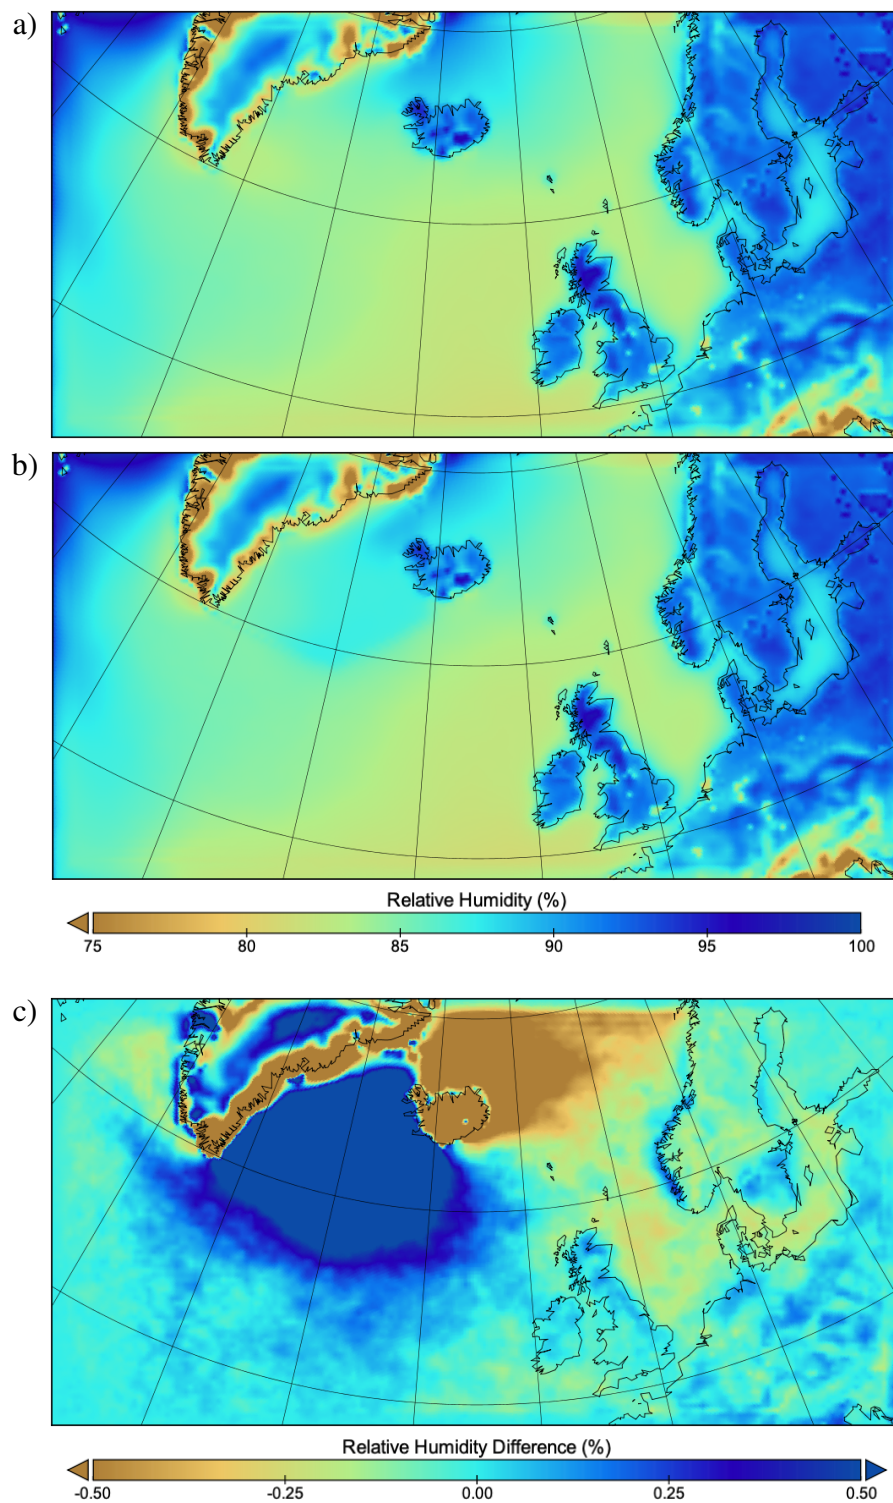 a)
b)
Relative Humidity (%)
75 80 85 90 95 100
c)
Relative Humidity Difference (%)
-0.50 -0.25 0.00 0.25 0.50